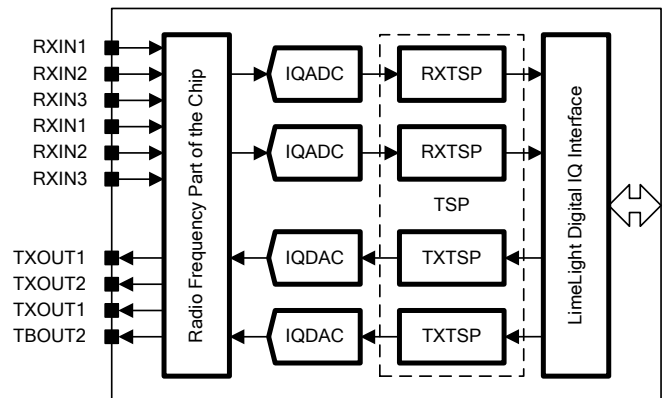 RXIN1
RXIN2
RXIN3
RXIN1
RXIN2
RXIN3
TXOUT1
TXOUT2
TXOUT1
TBOUT2
Radio Frequency Part of the Chip
IQADC
RXTSP
IQADC
RXTSP
TSP
IQDAC
TXTSP
IQDAC
TXTSP
LimeLight Digital IQ Interface